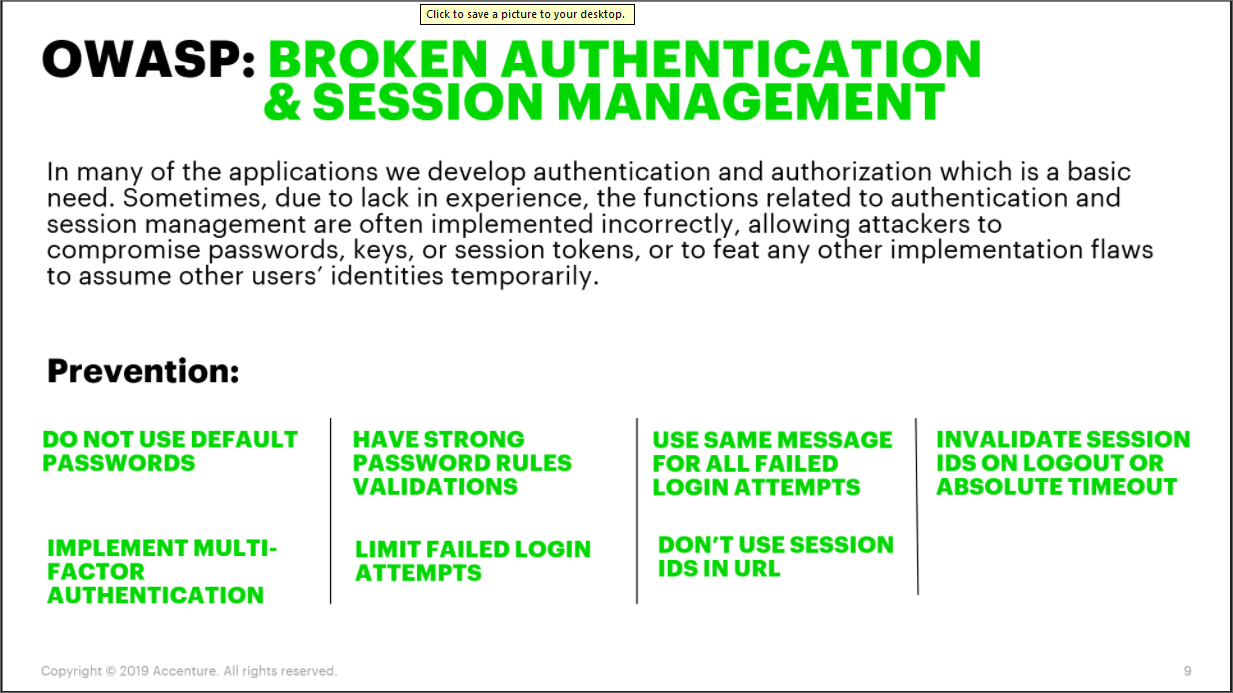 Click to save a picture to your desktop.
OWASP: BROKEN AUTHENTICATION
& SESSION MANAGEMENT
In many of the applications we develop authentication and authorization which is a basic
need. Sometimes, due to lack in experience, the functions related to authentication and
session management are often implemented incorrectly, allowing attackers to
compromise passwords, keys, or session tokens, or to feat any other implementation flaws
to assume other users’ identities temporarily.
Prevention:
DO NOT USE DEFAULT
PASSWORDS
HAVE STRONG
PASSWORD RULES
VALIDATIONS
USE SAME MESSAGE
FOR ALL FAILED
LOGIN ATTEMPTS
INVALIDATE SESSION
IDS ON LOGOUT OR
ABSOLUTE TIMEOUT
IMPLEMENT MULTI-
FACTOR
AUTHENTICATION
LIMIT FAILED LOGIN
ATTEMPTS
DON’T USE SESSION
IDS IN URL
Copyright © 2019 Accenture. All rights reserved.
9